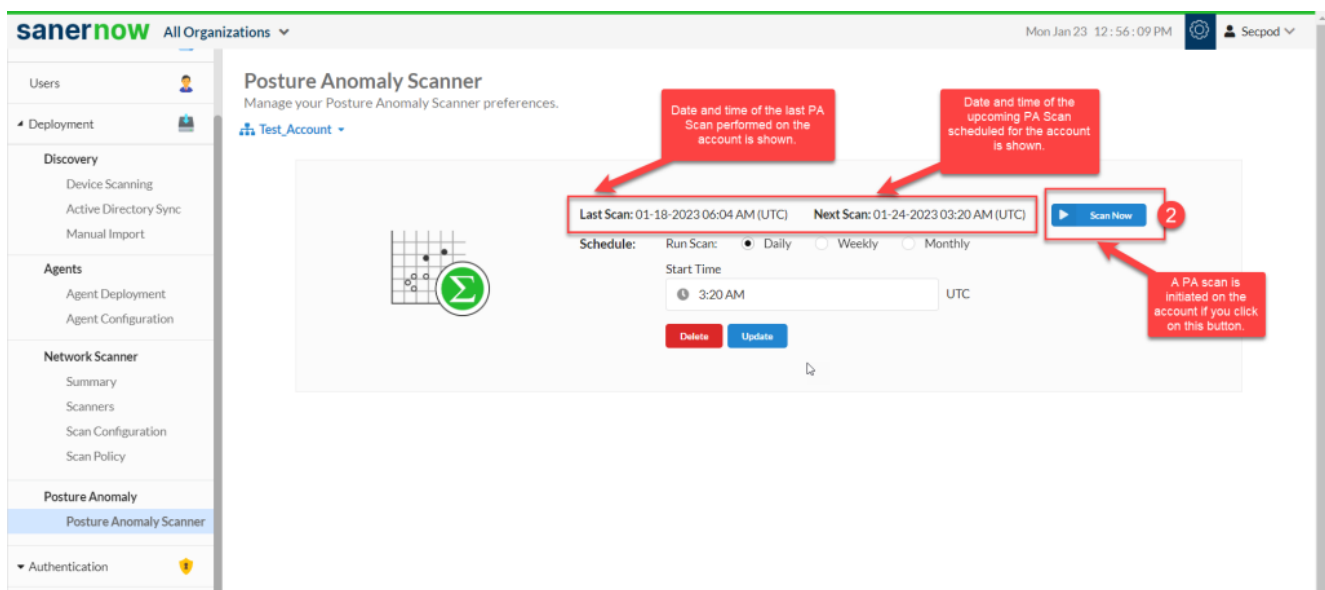 sanernow All Organizations Mon Jan 23 12:56:09 PM Secpod
Users
Deployment
Discovery
Device Scanning
Active Directory Sync
Manual Import
Agents
Agent Deployment
Agent Configuration
Network Scanner
Summary
Scanners
Scan Configuration
Scan Policy
Posture Anomaly
Posture Anomaly Scanner
Authentication
Posture Anomaly Scanner
Manage your Posture Anomaly Scanner preferences.
Test_Account
Date and time of the last PA
Scan performed on the
account is shown.
Date and time of the
upcoming PA Scan
scheduled for the account
is shown.
Last Scan: 01-18-2023 06:04 AM (UTC) Next Scan: 01-24-2023 03:20 AM (UTC) Scan Now 2
Schedule: Run Scan: Daily Weekly Monthly
Start Time
3:20 AM UTC
Delete Update
A PA scan is
initiated on the
account if you click
on this button.